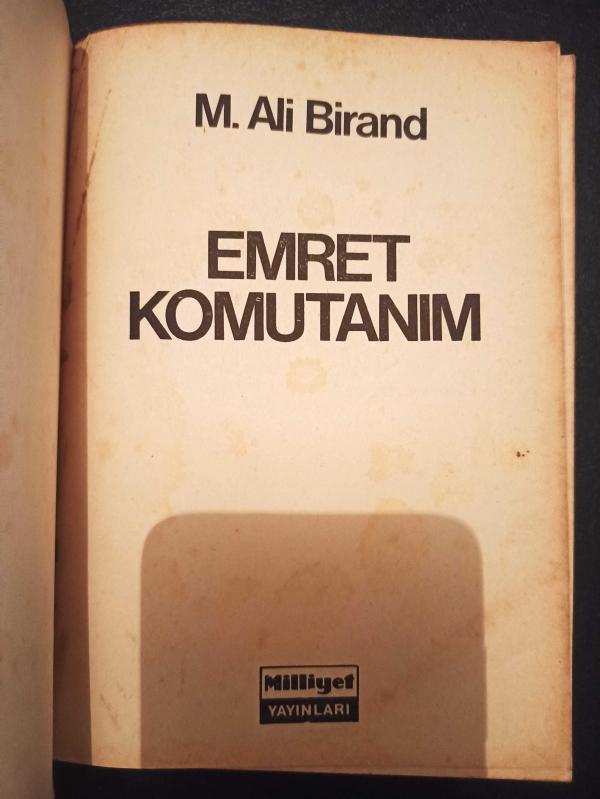 M. Ali Birand
EMRET
KOMUTANIM
Milliyet
YAYINLARI